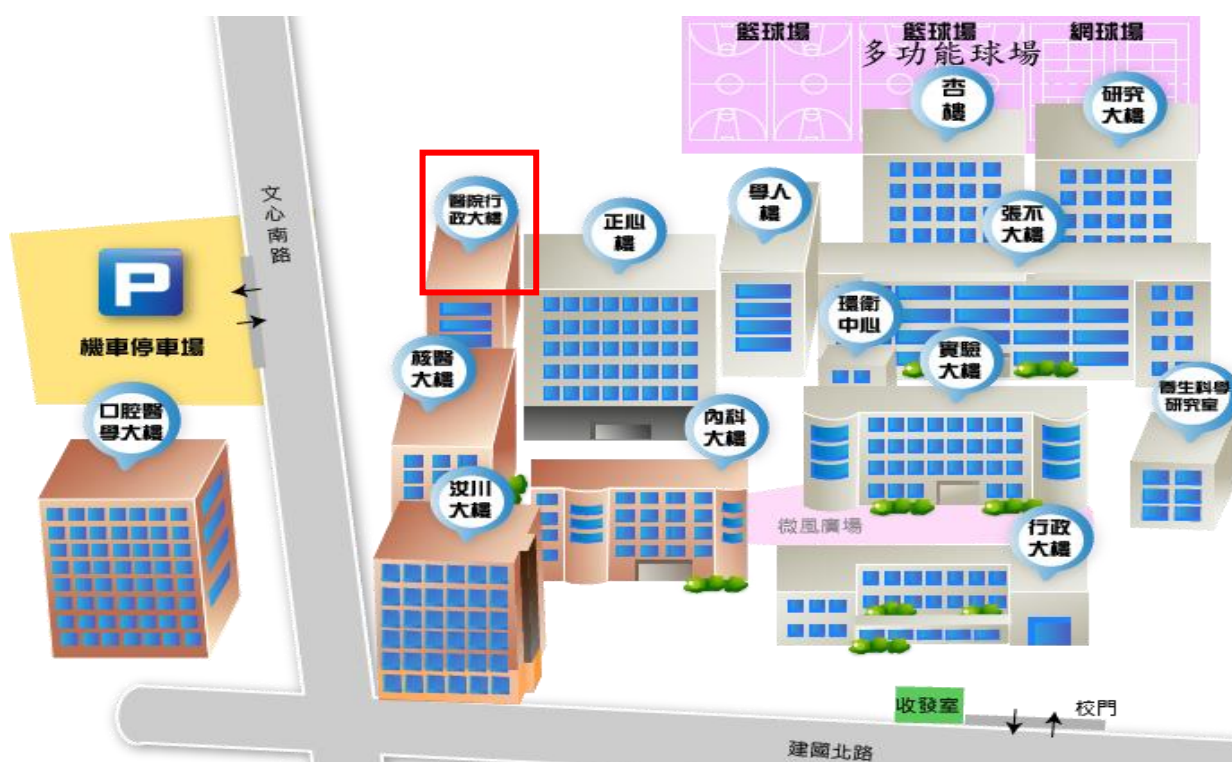 籃球場
籃球場
網球場
多功能球場
杏
樓
研究
大樓
醫院行
政大樓
學人
樓
正心
樓
張不
大樓
文心南路
P
機車停車場
環衛
中心
實驗
大樓
核醫
大樓
口腔醫
學大樓
內科
大樓
養生科學
研究室
汝川
大樓
微風廣場
行政
大樓
收發室
校門
建國北路